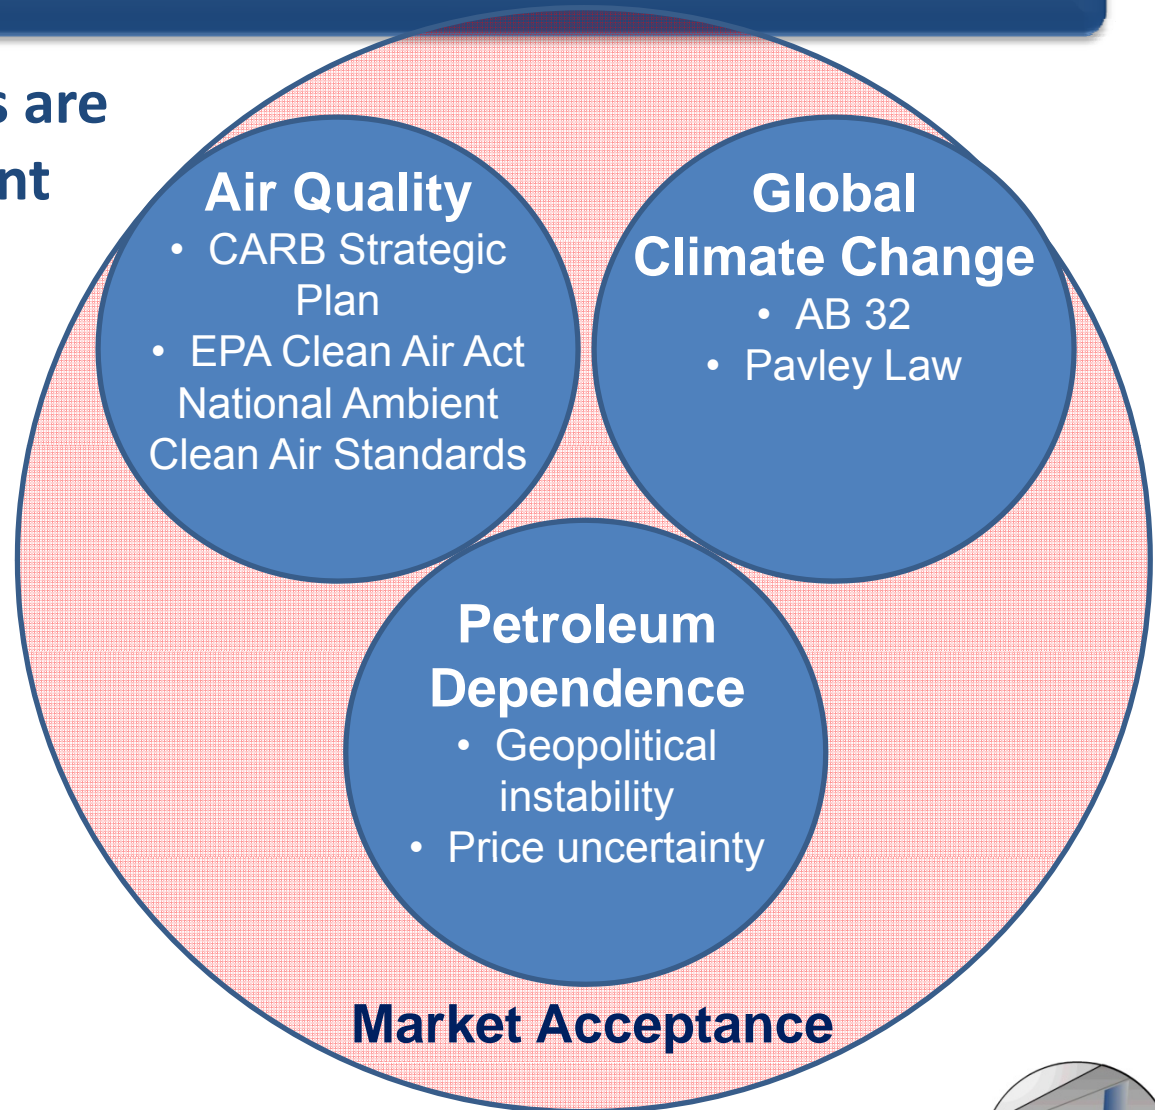 s are
nt
Air Quality
• CARB Strategic
Plan
• EPA Clean Air Act
National Ambient
Clean Air Standards
Global
Climate Change
• AB 32
• Pavley Law
Petroleum
Dependence
• Geopolitical
instability
• Price uncertainty
Market Acceptance